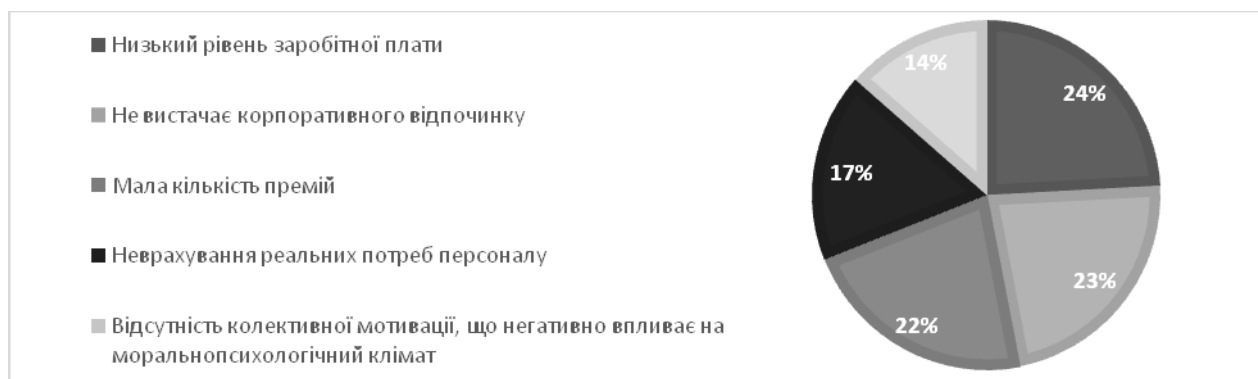 Низький рівень заробітної плати
Не вистачає корпоративного відпочинку
Мала кількість премій
Неврахування реальних потреб персоналу
Відсутність колективної мотивації, що негативно впливає на
моральнопсихологічний клімат
14%
24%
17%
23%
22%